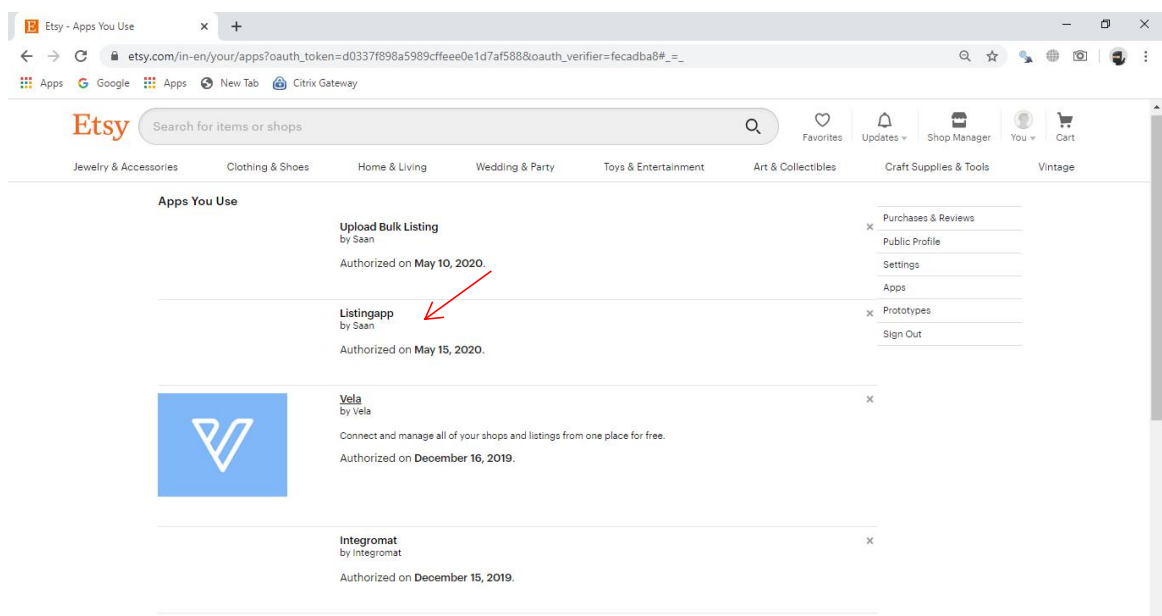 Etsy - Apps You Use
etsy.com/in-en/your/apps?oauth_token=d0337f898a5989cffeee0e1d7af588&oauth_verifier=fecadba8#_=_
Apps Google Apps New Tab Citrix Gateway
Etsy Search for items or shops Favorites Updates Shop Manager You Cart
Jewelry & Accessories Clothing & Shoes Home & Living Wedding & Party Toys & Entertainment Art & Collectibles Craft Supplies & Tools Vintage
Apps You Use
Upload Bulk Listing
by Saan
Authorized on May 10, 2020.
Listingapp
by Saan
Authorized on May 15, 2020.
Vela
by Vela
Connect and manage all of your shops and listings from one place for free.
Authorized on December 16, 2019.
Integromat
by Integromat
Authorized on December 15, 2019.
Purchases & Reviews
Public Profile
Settings
Apps
Prototypes
Sign Out